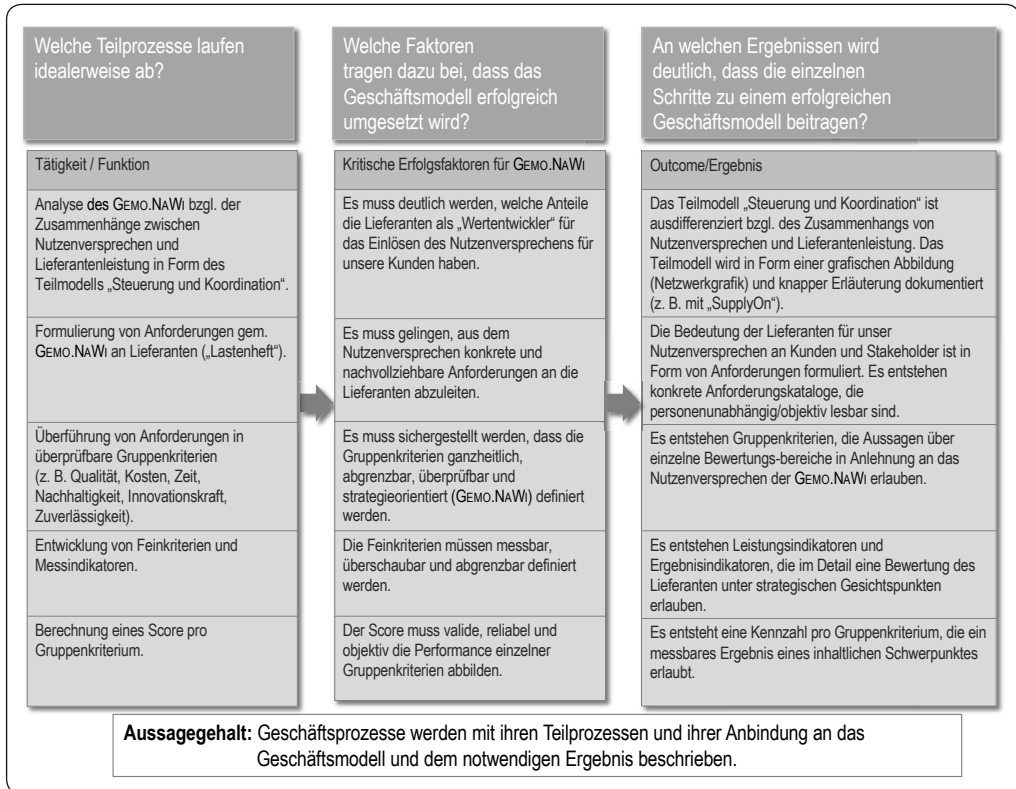 Welche Teilprozesse laufen
idealerweise ab?
Welche Faktoren
tragen dazu bei, dass das
Geschäftsmodell erfolgreich
umgesetzt wird?
An welchen Ergebnissen wird
deutlich, dass die einzelnen
Schritte zu einem erfolgreichen
Geschäftsmodell beitragen?
Tätigkeit / Funktion
Kritische Erfolgsfaktoren für GEMO.NAWI
Outcome/Ergebnis
Analyse des GEMO.NAWI bzgl. der
Zusammenhänge zwischen
Nutzenversprechen und
Lieferantenleistung in Form des
Teilmodells „Steuerung und Koordination“.
Es muss deutlich werden, welche Anteile
die Lieferanten als „Wertentwickler“ für
das Einlösen des Nutzenversprechens für
unsere Kunden haben.
Das Teilmodell „Steuerung und Koordination“ ist
ausdifferenziert bzgl. des Zusammenhangs von
Nutzenversprechen und Lieferantenleistung. Das
Teilmodell wird in Form einer grafischen Abbildung
(Netzwerkgrafik) und knapper Erläuterung dokumentiert
(z. B. mit „SupplyOn“).
Formulierung von Anforderungen gem.
GEMO.NAWI an Lieferanten („Lastenheft“).
Es muss gelingen, aus dem
Nutzenversprechen konkrete und
nachvollziehbare Anforderungen an die
Lieferanten abzuleiten.
Die Bedeutung der Lieferanten für unser
Nutzenversprechen an Kunden und Stakeholder ist in
Form von Anforderungen formuliert. Es entstehen
konkrete Anforderungskataloge, die
personenunabhängig/objektiv lesbar sind.
Überführung von Anforderungen in
überprüfbare Gruppenkriterien
(z. B. Qualität, Kosten, Zeit,
Nachhaltigkeit, Innovationskraft,
Zuverlässigkeit).
Es muss sichergestellt werden, dass die
Gruppenkriterien ganzheitlich,
abgrenzbar, überprüfbar und
strategieorientiert (GEMO.NAWI) definiert
werden.
Es entstehen Gruppenkriterien, die Aussagen über
einzelne Bewertungs-bereiche in Anlehnung an das
Nutzenversprechen der GEMO.NAWI erlauben.
Entwicklung von Feinkriterien und
Messindikatoren.
Die Feinkriterien müssen messbar,
überschaubar und abgrenzbar definiert
werden.
Es entstehen Leistungsindikatoren und
Ergebnisindikatoren, die im Detail eine Bewertung des
Lieferanten unter strategischen Gesichtspunkten
erlauben.
Berechnung eines Score pro
Gruppenkriterium.
Der Score muss valide, reliabel und
objektiv die Performance einzelner
Gruppenkriterien abbilden.
Es entsteht eine Kennzahl pro Gruppenkriterium, die ein
messbares Ergebnis eines inhaltlichen Schwerpunktes
erlaubt.
Aussagegehalt: Geschäftsprozesse werden mit ihren Teilprozessen und ihrer Anbindung an das
Geschäftsmodell und dem notwendigen Ergebnis beschrieben.